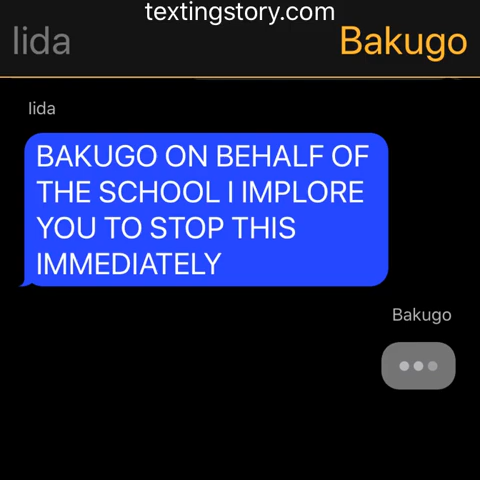 textingstory.com
Iida Bakugo
Iida
BAKUGO ON BEHALF OF
THE SCHOOL I IMPLORE
YOU TO STOP THIS
IMMEDIATELY
Bakugo